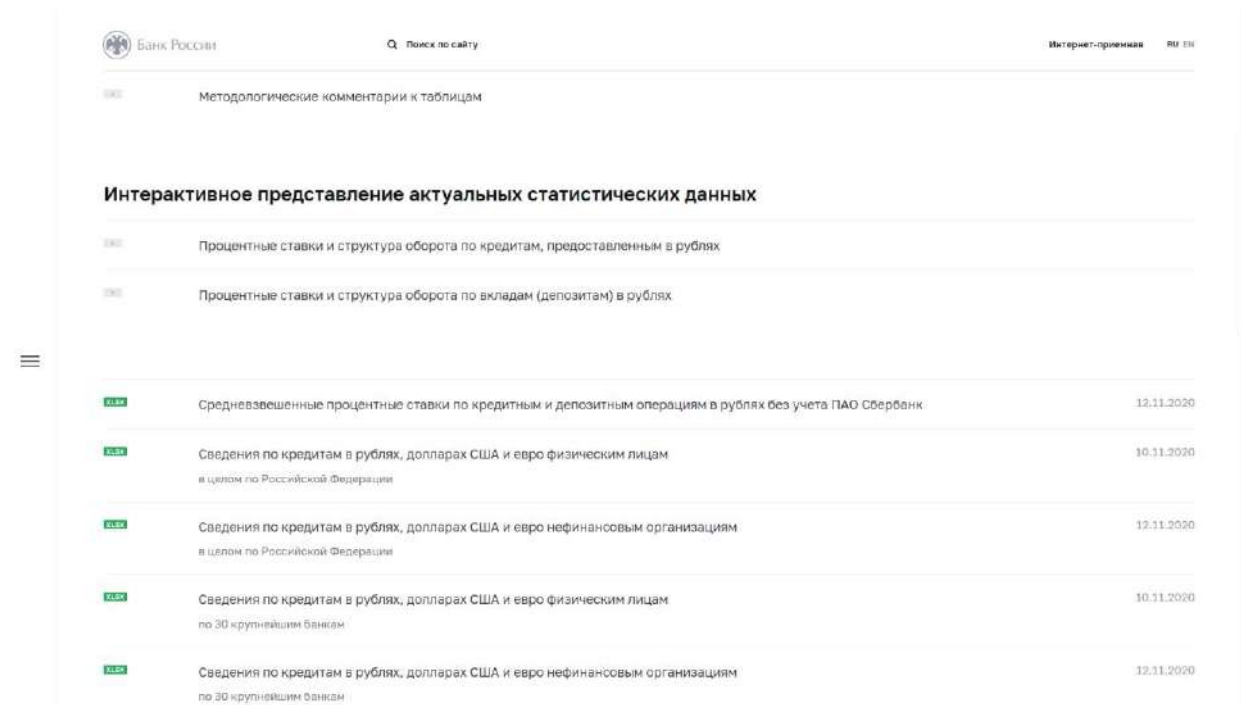 Банк России
Поиск по сайту
Интернет-приемная RU EN
Методологические комментарии к таблицам
Интерактивное представление актуальных статистических данных
Процентные ставки и структура оборота по кредитам, предоставленным в рублях
Процентные ставки и структура оборота по вкладам (депозитам) в рублях
XLSX Средневзвешенные процентные ставки по кредитным и депозитным операциям в рублях без учета ПАО Сбербанк 12.11.2020
XLSX Сведения по кредитам в рублях, долларах США и евро физическим лицам 10.11.2020
в целом по Российской Федерации
XLSX Сведения по кредитам в рублях, долларах США и евро нефинансовым организациям 12.11.2020
в целом по Российской Федерации
XLSX Сведения по кредитам в рублях, долларах США и евро физическим лицам 10.11.2020
по 30 крупнейшим банкам
XLSX Сведения по кредитам в рублях, долларах США и евро нефинансовым организациям 12.11.2020
по 30 крупнейшим банкам